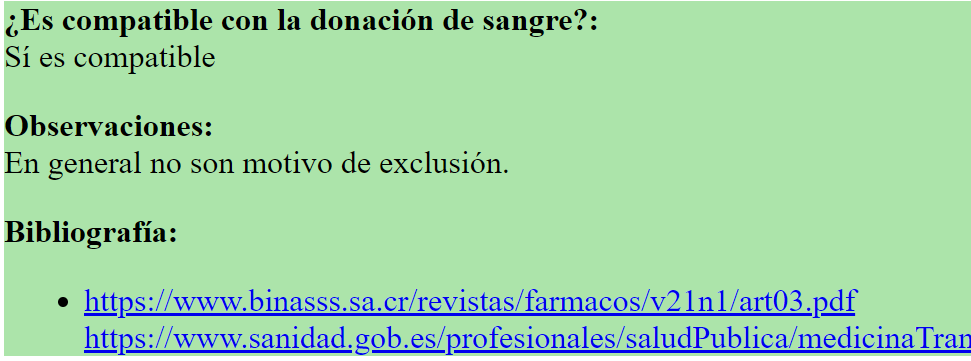 ¿Es compatible con la donación de sangre?:
Sí es compatible
Observaciones:
En general no son motivo de exclusión.
Bibliografía:
https://www.binasss.sa.cr/revistas/farmacos/v21n1/art03.pdf
https://www.sanidad.gob.es/profesionales/saludPublica/medicinaTran